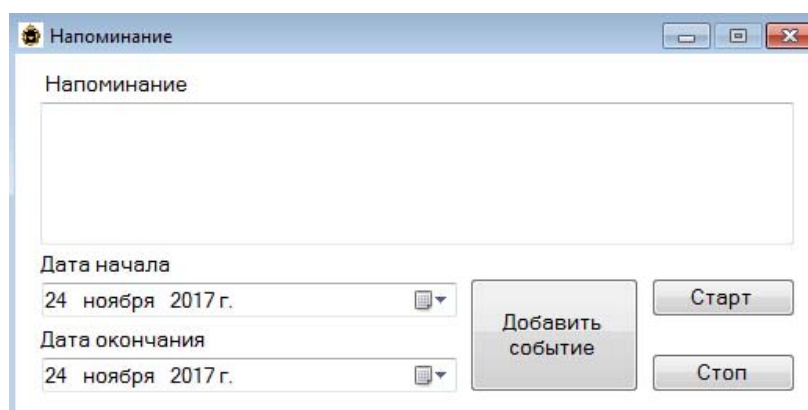 Напоминание
Напоминание
Дата начала
24 ноября 2017 г.
Дата окончания
24 ноября 2017 г.
Добавить
событие
Старт
Стоп